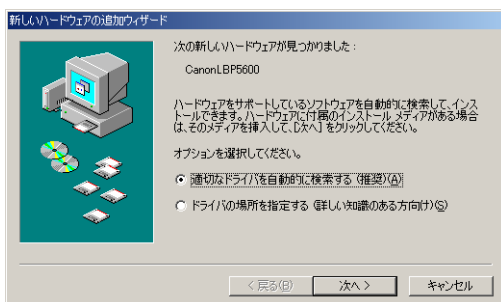 新しいハードウェアの追加ウィザード
次の新しいハードウェアが見つかりました:
CanonLBP5600
ハードウェアをサポートしているソフトウェアを自動的に検索して、インス
トールできます。ハードウェアに付属のインストール メディアがある場合
は、そのメディアを挿入して、[次へ] をクリックしてください。
オプションを選択してください。
適切なドライバを自動的に検索する (推奨)(A)
ドライバの場所を指定する (詳しい知識のある方向け)(S)
< 戻る(B)
次へ >
キャンセル